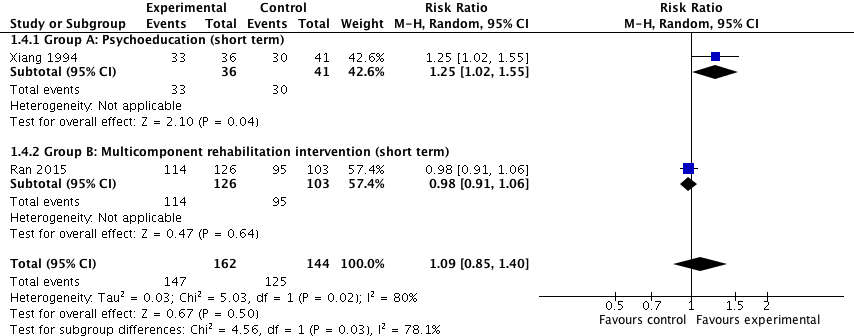 Experimental Control Risk Ratio Risk Ratio
Study or Subgroup Events Total Events Total Weight M-H, Random, 95% CI M-H, Random, 95% CI
1.4.1 Group A: Psychoeducation (short term)
Xiang 1994 33 36 30 41 42.6% 1.25 [1.02, 1.55]
Subtotal (95% CI) 36 41 42.6% 1.25 [1.02, 1.55]
Total events 33 30
Heterogeneity: Not applicable
Test for overall effect: Z = 2.10 (P = 0.04)
1.4.2 Group B: Multicomponent rehabilitation intervention (short term)
Ran 2015 114 126 95 103 57.4% 0.98 [0.91, 1.06]
Subtotal (95% CI) 126 103 57.4% 0.98 [0.91, 1.06]
Total events 114 95
Heterogeneity: Not applicable
Test for overall effect: Z = 0.47 (P = 0.64)
Total (95% CI) 162 144 100.0% 1.09 [0.85, 1.40]
Total events 147 125
Heterogeneity: Tau² = 0.03; Chi² = 5.03, df = 1 (P = 0.02); I² = 80%
Test for overall effect: Z = 0.67 (P = 0.50)
Test for subgroup differences: Chi² = 4.56, df = 1 (P = 0.03), I² = 78.1%
0.5 0.7 1 1.5 2
Favours control Favours experimental